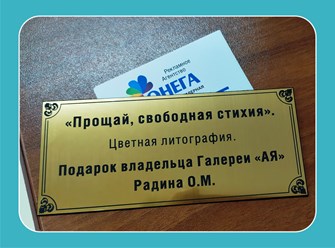 Рекламное
Агентство
ОНЕГА
«Прощай, свободная стихия».
Цветная литография.
Подарок владельца Галереи «АЯ»
Радина О.М.